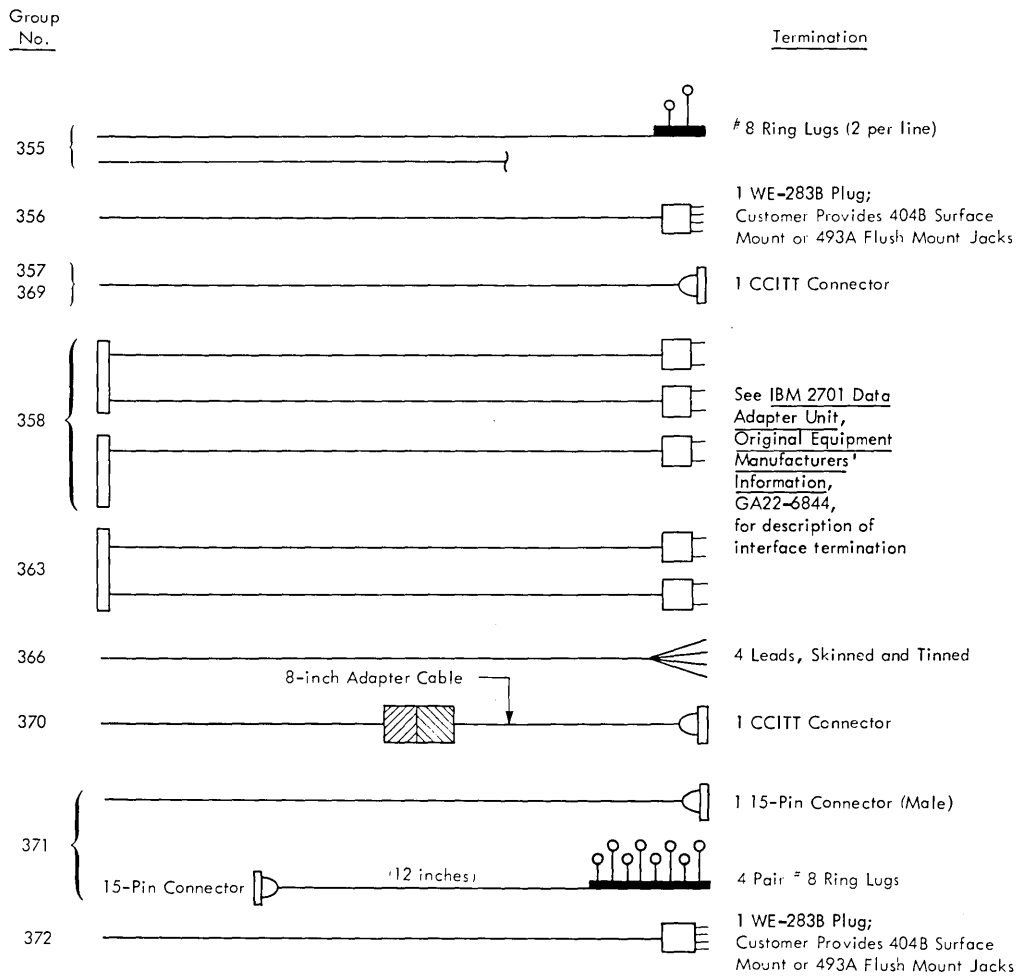 Group
No.
Termination
355
# 8 Ring Lugs (2 per line)
356
1 WE-283B Plug;
Customer Provides 404B Surface
Mount or 493A Flush Mount Jacks
357
369
1 CCITT Connector
358
See IBM 2701 Data
Adapter Unit,
Original Equipment
Manufacturers'
Information,
GA22-6844,
for description of
interface termination
363
366
4 Leads, Skinned and Tinned
8-inch Adapter Cable
370
1 CCITT Connector
371
1 15-Pin Connector (Male)
15-Pin Connector
(12 inches)
4 Pair # 8 Ring Lugs
372
1 WE-283B Plug;
Customer Provides 404B Surface
Mount or 493A Flush Mount Jacks